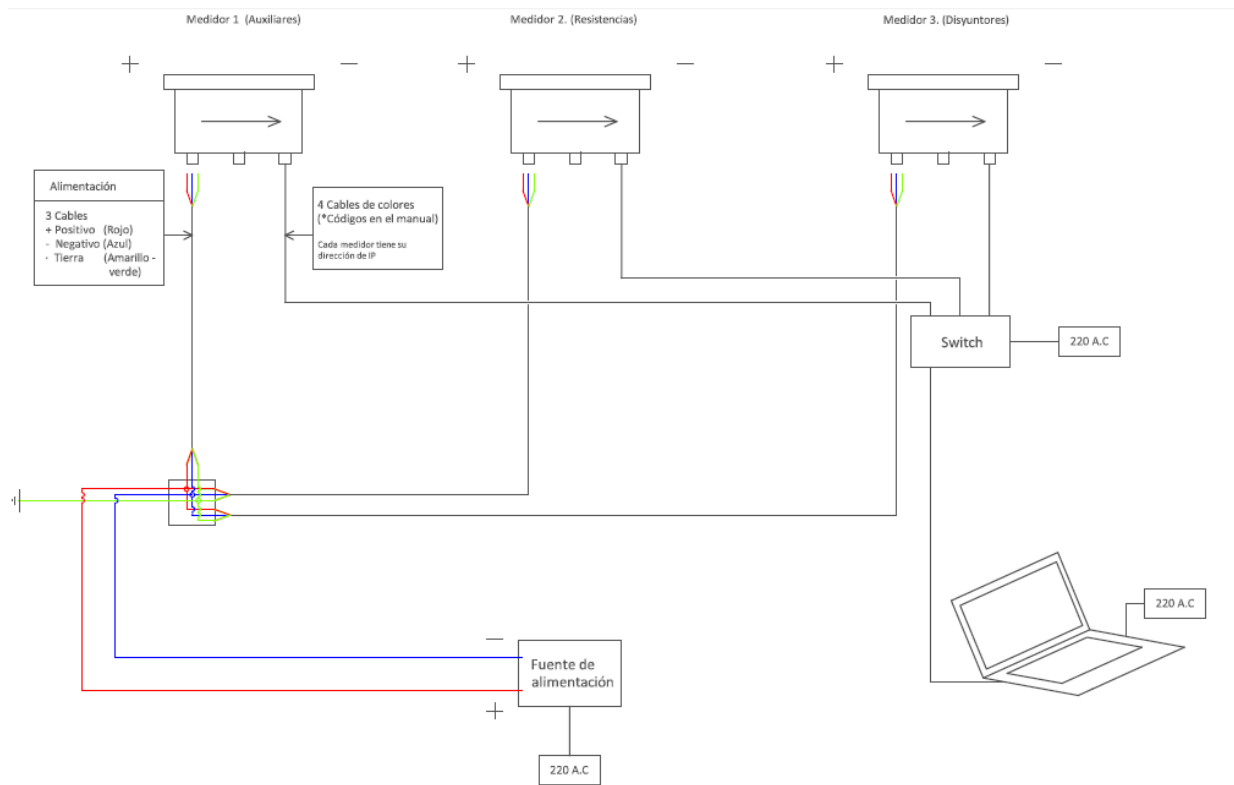 Medidor 1 (Auxiliares)
Medidor 2. (Resistencias)
Medidor 3. (Disyuntores)
+
−
+
−
+
−
Alimentación
3 Cables
+ Positivo (Rojo)
- Negativo (Azul)
· Tierra (Amarillo -
verde)
4 Cables de colores
(*Códigos en el manual)
Cada medidor tiene su
dirección de IP
Switch
220 A.C
220 A.C
−
Fuente de
alimentación
+
220 A.C